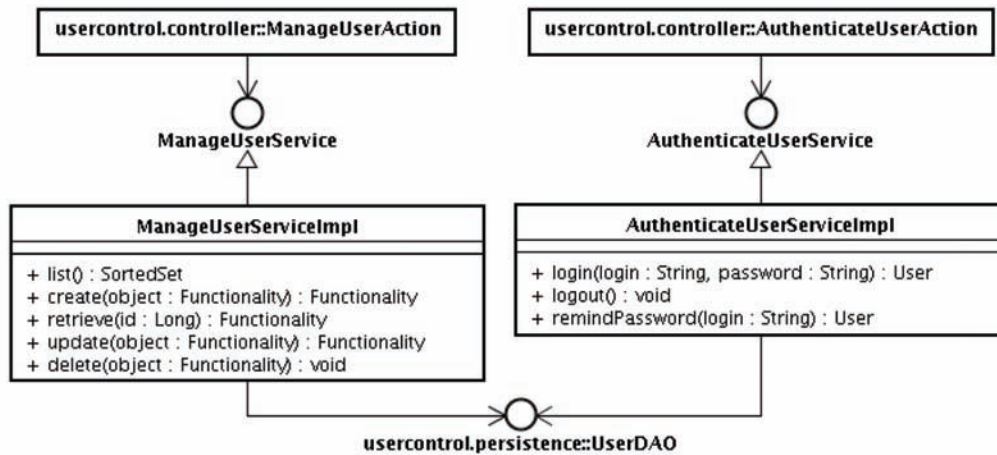 usercontrol.controller::ManageUserAction
usercontrol.controller::AuthenticateUserAction
ManageUserService
AuthenticateUserService
ManageUserServiceImpl
+ list() : SortedSet
+ create(object : Functionality) : Functionality
+ retrieve(id : Long) : Functionality
+ update(object : Functionality) : Functionality
+ delete(object : Functionality) : void
AuthenticateUserServiceImpl
+ login(login : String, password : String) : User
+ logout() : void
+ remindPassword(login : String) : User
usercontrol.persistence::UserDAO